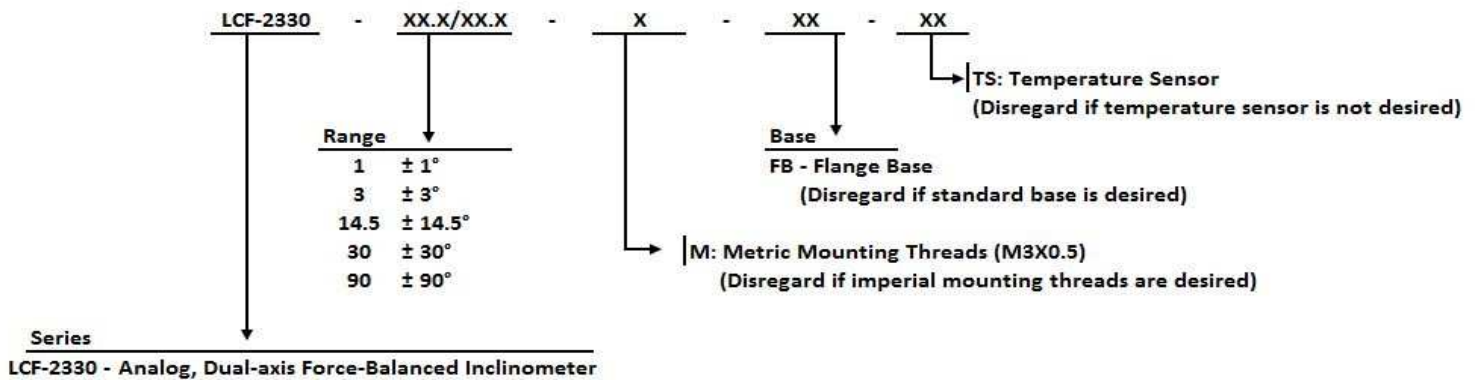 LCF-2330 - XX.X/XX.X - X - XX - XX
TS: Temperature Sensor
(Disregard if temperature sensor is not desired)
Range
1 ± 1°
3 ± 3°
14.5 ± 14.5°
30 ± 30°
90 ± 90°
Base
FB - Flange Base
(Disregard if standard base is desired)
M: Metric Mounting Threads (M3X0.5)
(Disregard if imperial mounting threads are desired)
Series
LCF-2330 - Analog, Dual-axis Force-Balanced Inclinometer